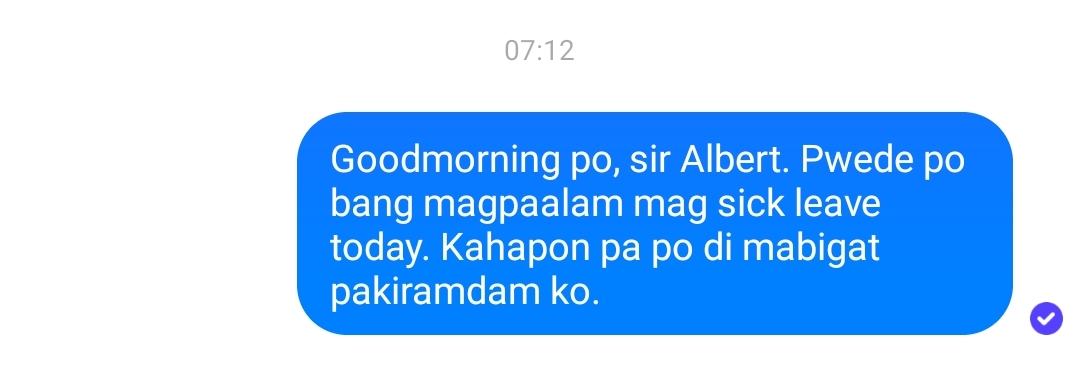 07:12
Goodmorning po, sir Albert. Pwede po
bang magpaalam mag sick leave
today. Kahapon pa po di mabigat
pakiramdam ko.